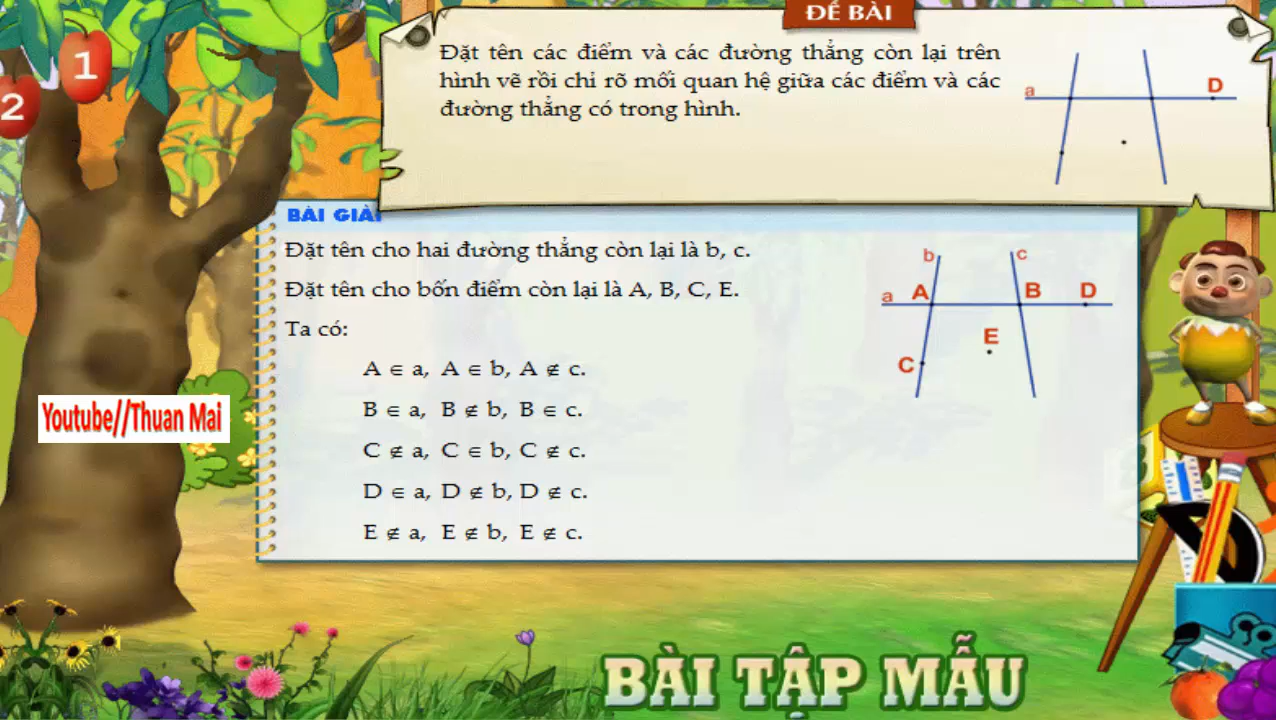 ĐỀ BÀI
1
2
Đặt tên các điểm và các đường thẳng còn lại trên
hình vẽ rồi chỉ rõ mối quan hệ giữa các điểm và các
đường thẳng có trong hình.
a
D
BÀI GIẢI
Đặt tên cho hai đường thẳng còn lại là b, c.
Đặt tên cho bốn điểm còn lại là A, B, C, E.
Ta có:
A ∈ a, A ∈ b, A ∉ c.
B ∈ a, B ∉ b, B ∈ c.
C ∉ a, C ∈ b, C ∉ c.
D ∈ a, D ∉ b, D ∉ c.
E ∉ a, E ∉ b, E ∉ c.
b c
a A B D
E
C
Youtube//Thuan Mai
BÀI TẬP MẪU